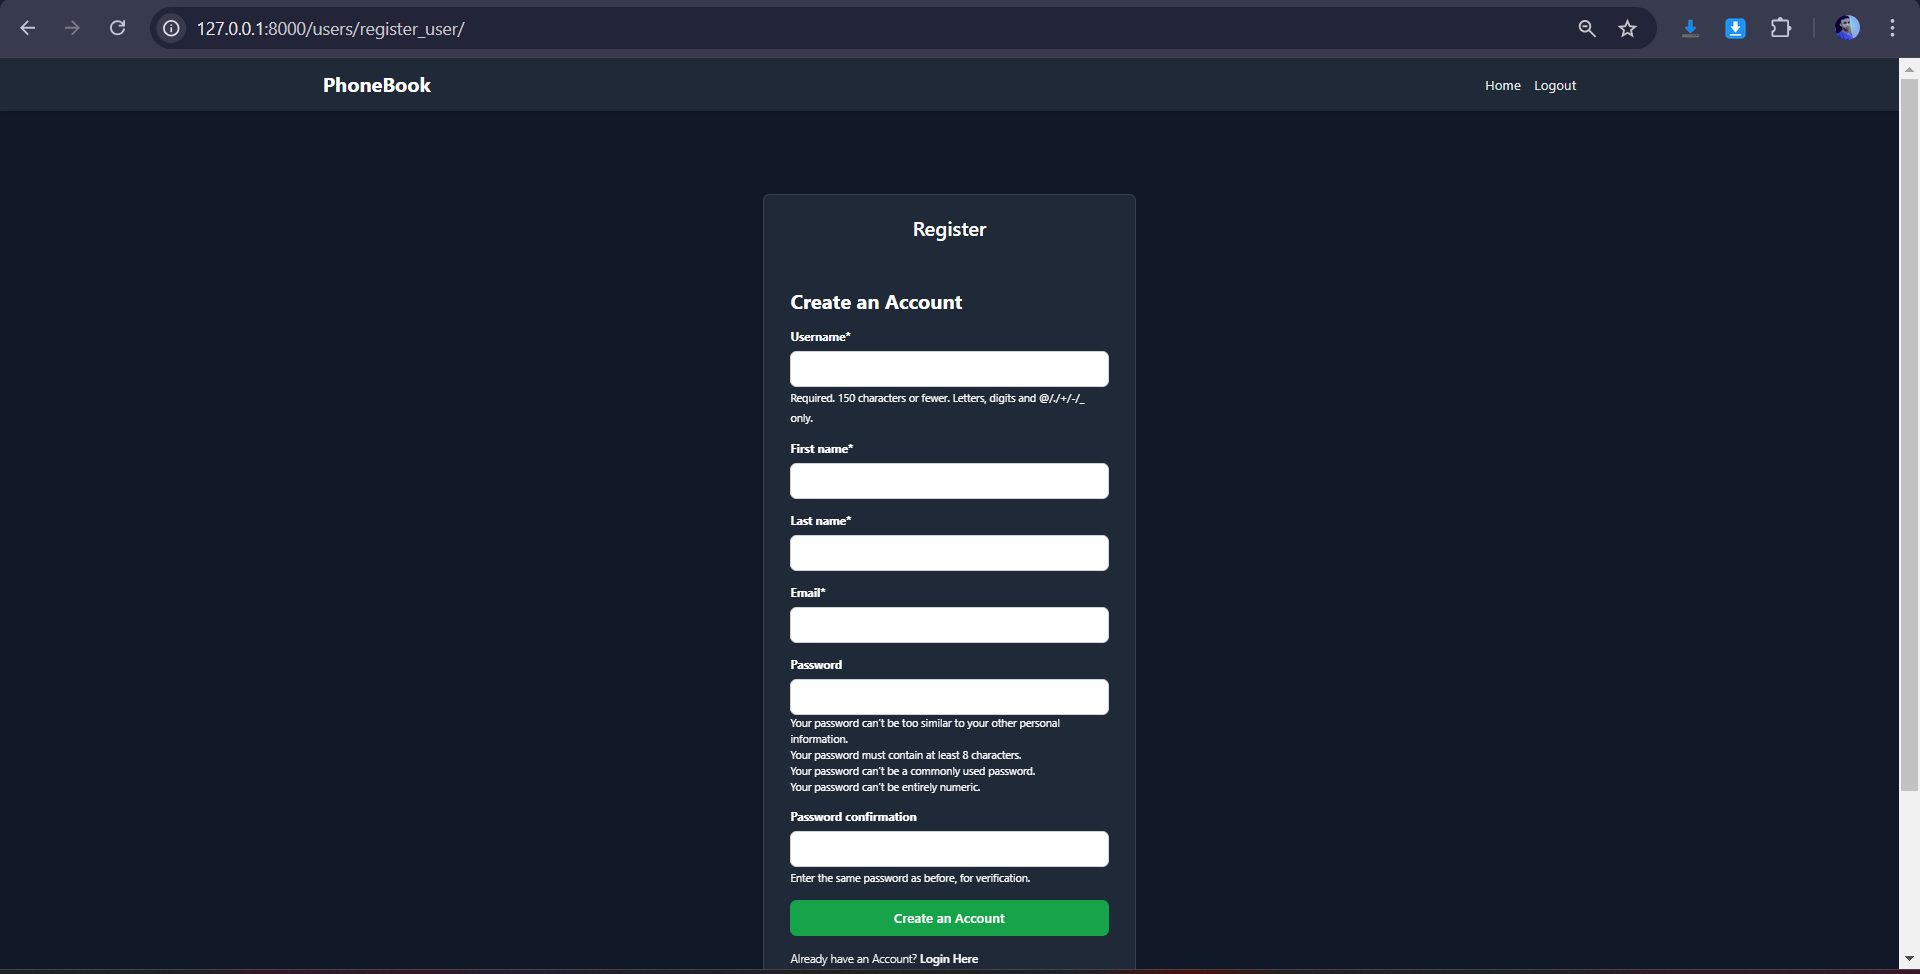 127.0.0.1:8000/users/register_user/
PhoneBook
Home Logout
Register
Create an Account
Username*
Required. 150 characters or fewer. Letters, digits and @/./+/-/_
only.
First name*
Last name*
Email*
Password
Your password can't be too similar to your other personal
information.
Your password must contain at least 8 characters.
Your password can't be a commonly used password.
Your password can't be entirely numeric.
Password confirmation
Enter the same password as before, for verification.
Create an Account
Already have an Account? Login Here